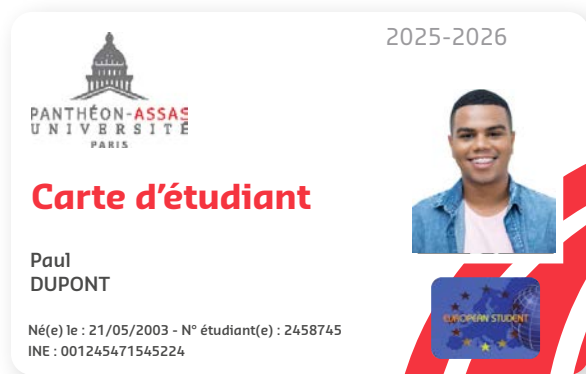 2025-2026
PANTHÉON-ASSAS
UNIVERSITÉ
PARIS
Carte d’étudiant
Paul
DUPONT
EUROPEAN STUDENT
Né(e) le : 21/05/2003 - N° étudiant(e) : 2458745
INE : 001245471545224